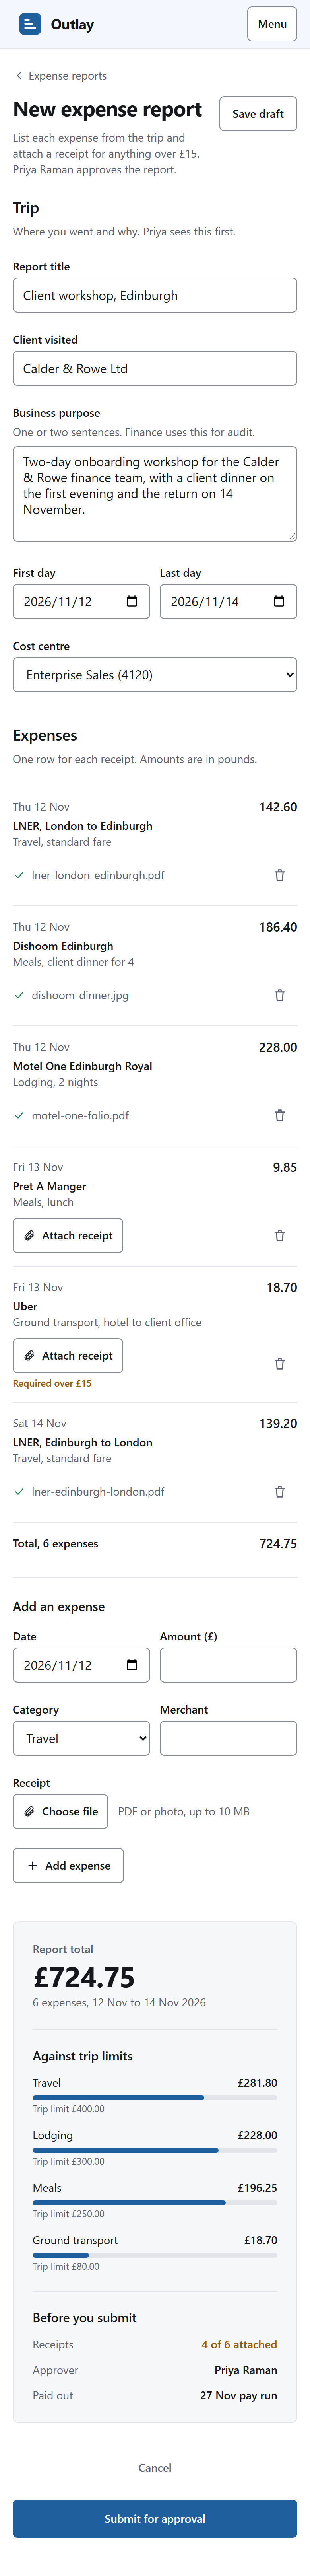 Outlay
Menu
Expense reports
New expense report
Save draft
List each expense from the trip and
attach a receipt for anything over £15.
Priya Raman approves the report.
Trip
Where you went and why. Priya sees this first.
Report title
Client workshop, Edinburgh
Client visited
Calder & Rowe Ltd
Business purpose
One or two sentences. Finance uses this for audit.
Two-day onboarding workshop for the Calder
& Rowe finance team, with a client dinner on
the first evening and the return on 14
November.
First day
Last day
2026/11/12
2026/11/14
Cost centre
Enterprise Sales (4120)
Expenses
One row for each receipt. Amounts are in pounds.
Thu 12 Nov
142.60
LNER, London to Edinburgh
Travel, standard fare
lner-london-edinburgh.pdf
Thu 12 Nov
186.40
Dishoom Edinburgh
Meals, client dinner for 4
dishoom-dinner.jpg
Thu 12 Nov
228.00
Motel One Edinburgh Royal
Lodging, 2 nights
motel-one-folio.pdf
Fri 13 Nov
9.85
Pret A Manger
Meals, lunch
Attach receipt
Fri 13 Nov
18.70
Uber
Ground transport, hotel to client office
Attach receipt
Required over £15
Sat 14 Nov
139.20
LNER, Edinburgh to London
Travel, standard fare
lner-edinburgh-london.pdf
Total, 6 expenses
724.75
Add an expense
Date
Amount (£)
2026/11/12
Category
Merchant
Travel
Receipt
Choose file
PDF or photo, up to 10 MB
Add expense
Report total
£724.75
6 expenses, 12 Nov to 14 Nov 2026
Against trip limits
Travel
£281.80
Trip limit £400.00
Lodging
£228.00
Trip limit £300.00
Meals
£196.25
Trip limit £250.00
Ground transport
£18.70
Trip limit £80.00
Before you submit
Receipts
4 of 6 attached
Approver
Priya Raman
Paid out
27 Nov pay run
Cancel
Submit for approval